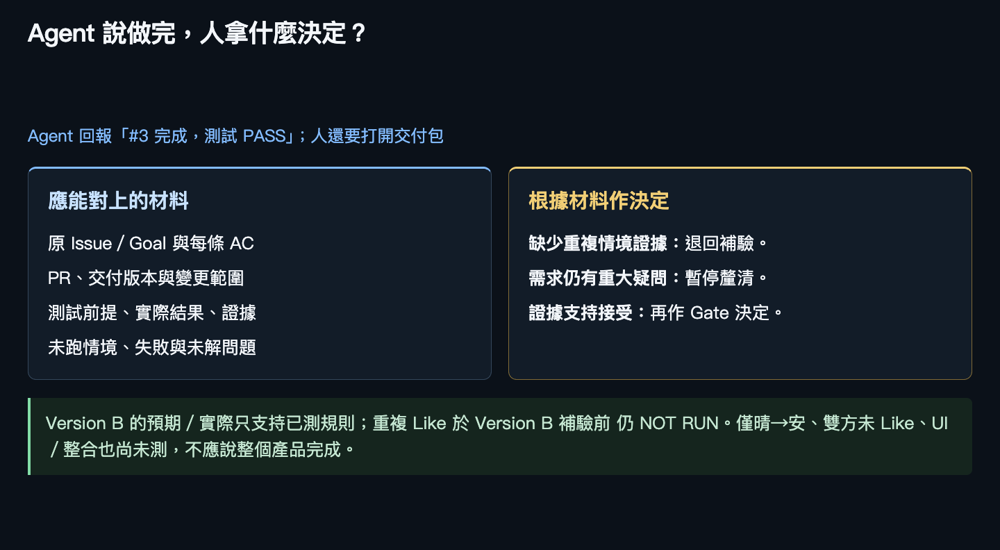 Agent 說做完，人拿什麼決定？
Agent 回報「#3 完成，測試 PASS」；人還要打開交付包
應能對上的材料
原 Issue / Goal 與每條 AC
PR、交付版本與變更範圍
測試前提、實際結果、證據
未跑情境、失敗與未解問題
根據材料作決定
缺少重複情境證據：退回補驗。
需求仍有重大疑問：暫停釐清。
證據支持接受：再作 Gate 決定。
Version B 的預期 / 實際只支持已測規則；重複 Like 於 Version B 補驗前 仍 NOT RUN。僅晴→安、雙方未 Like、UI
/ 整合也尚未測，不應說整個產品完成。